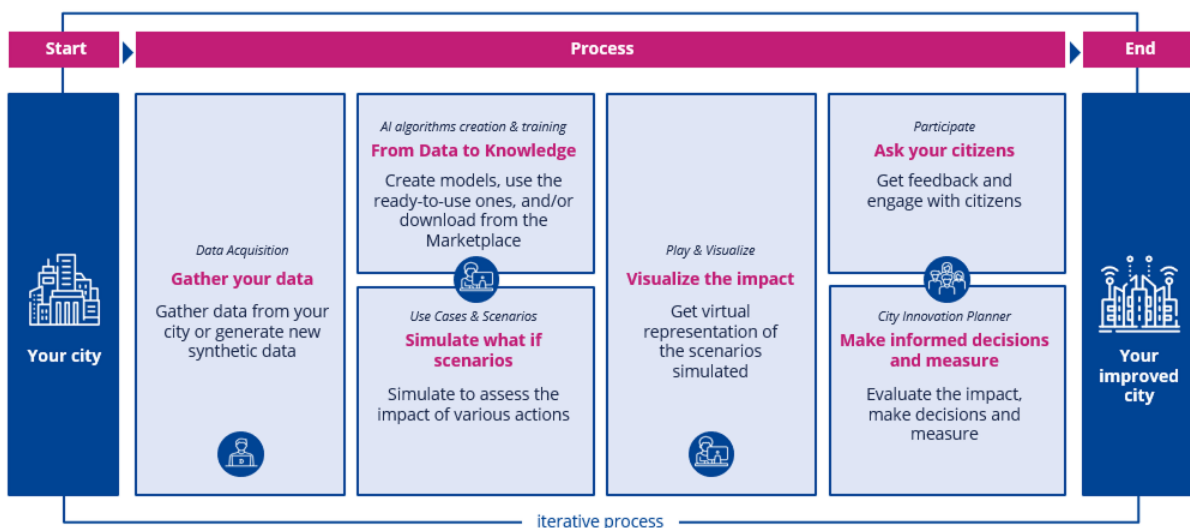 Start
Process
End
Your city
Data Acquisition
Gather your data
Gather data from your
city or generate new
synthetic data
AI algorithms creation & training
From Data to Knowledge
Create models, use the
ready-to-use ones, and/or
download from the
Marketplace
Use Cases & Scenarios
Simulate what if
scenarios
Simulate to assess the
impact of various actions
Play & Visualize
Visualize the impact
Get virtual
representation of
the scenarios
simulated
Participate
Ask your citizens
Get feedback and
engage with citizens
City Innovation Planner
Make informed decisions
and measure
Evaluate the impact,
make decisions and
measure
Your
improved
city
iterative process